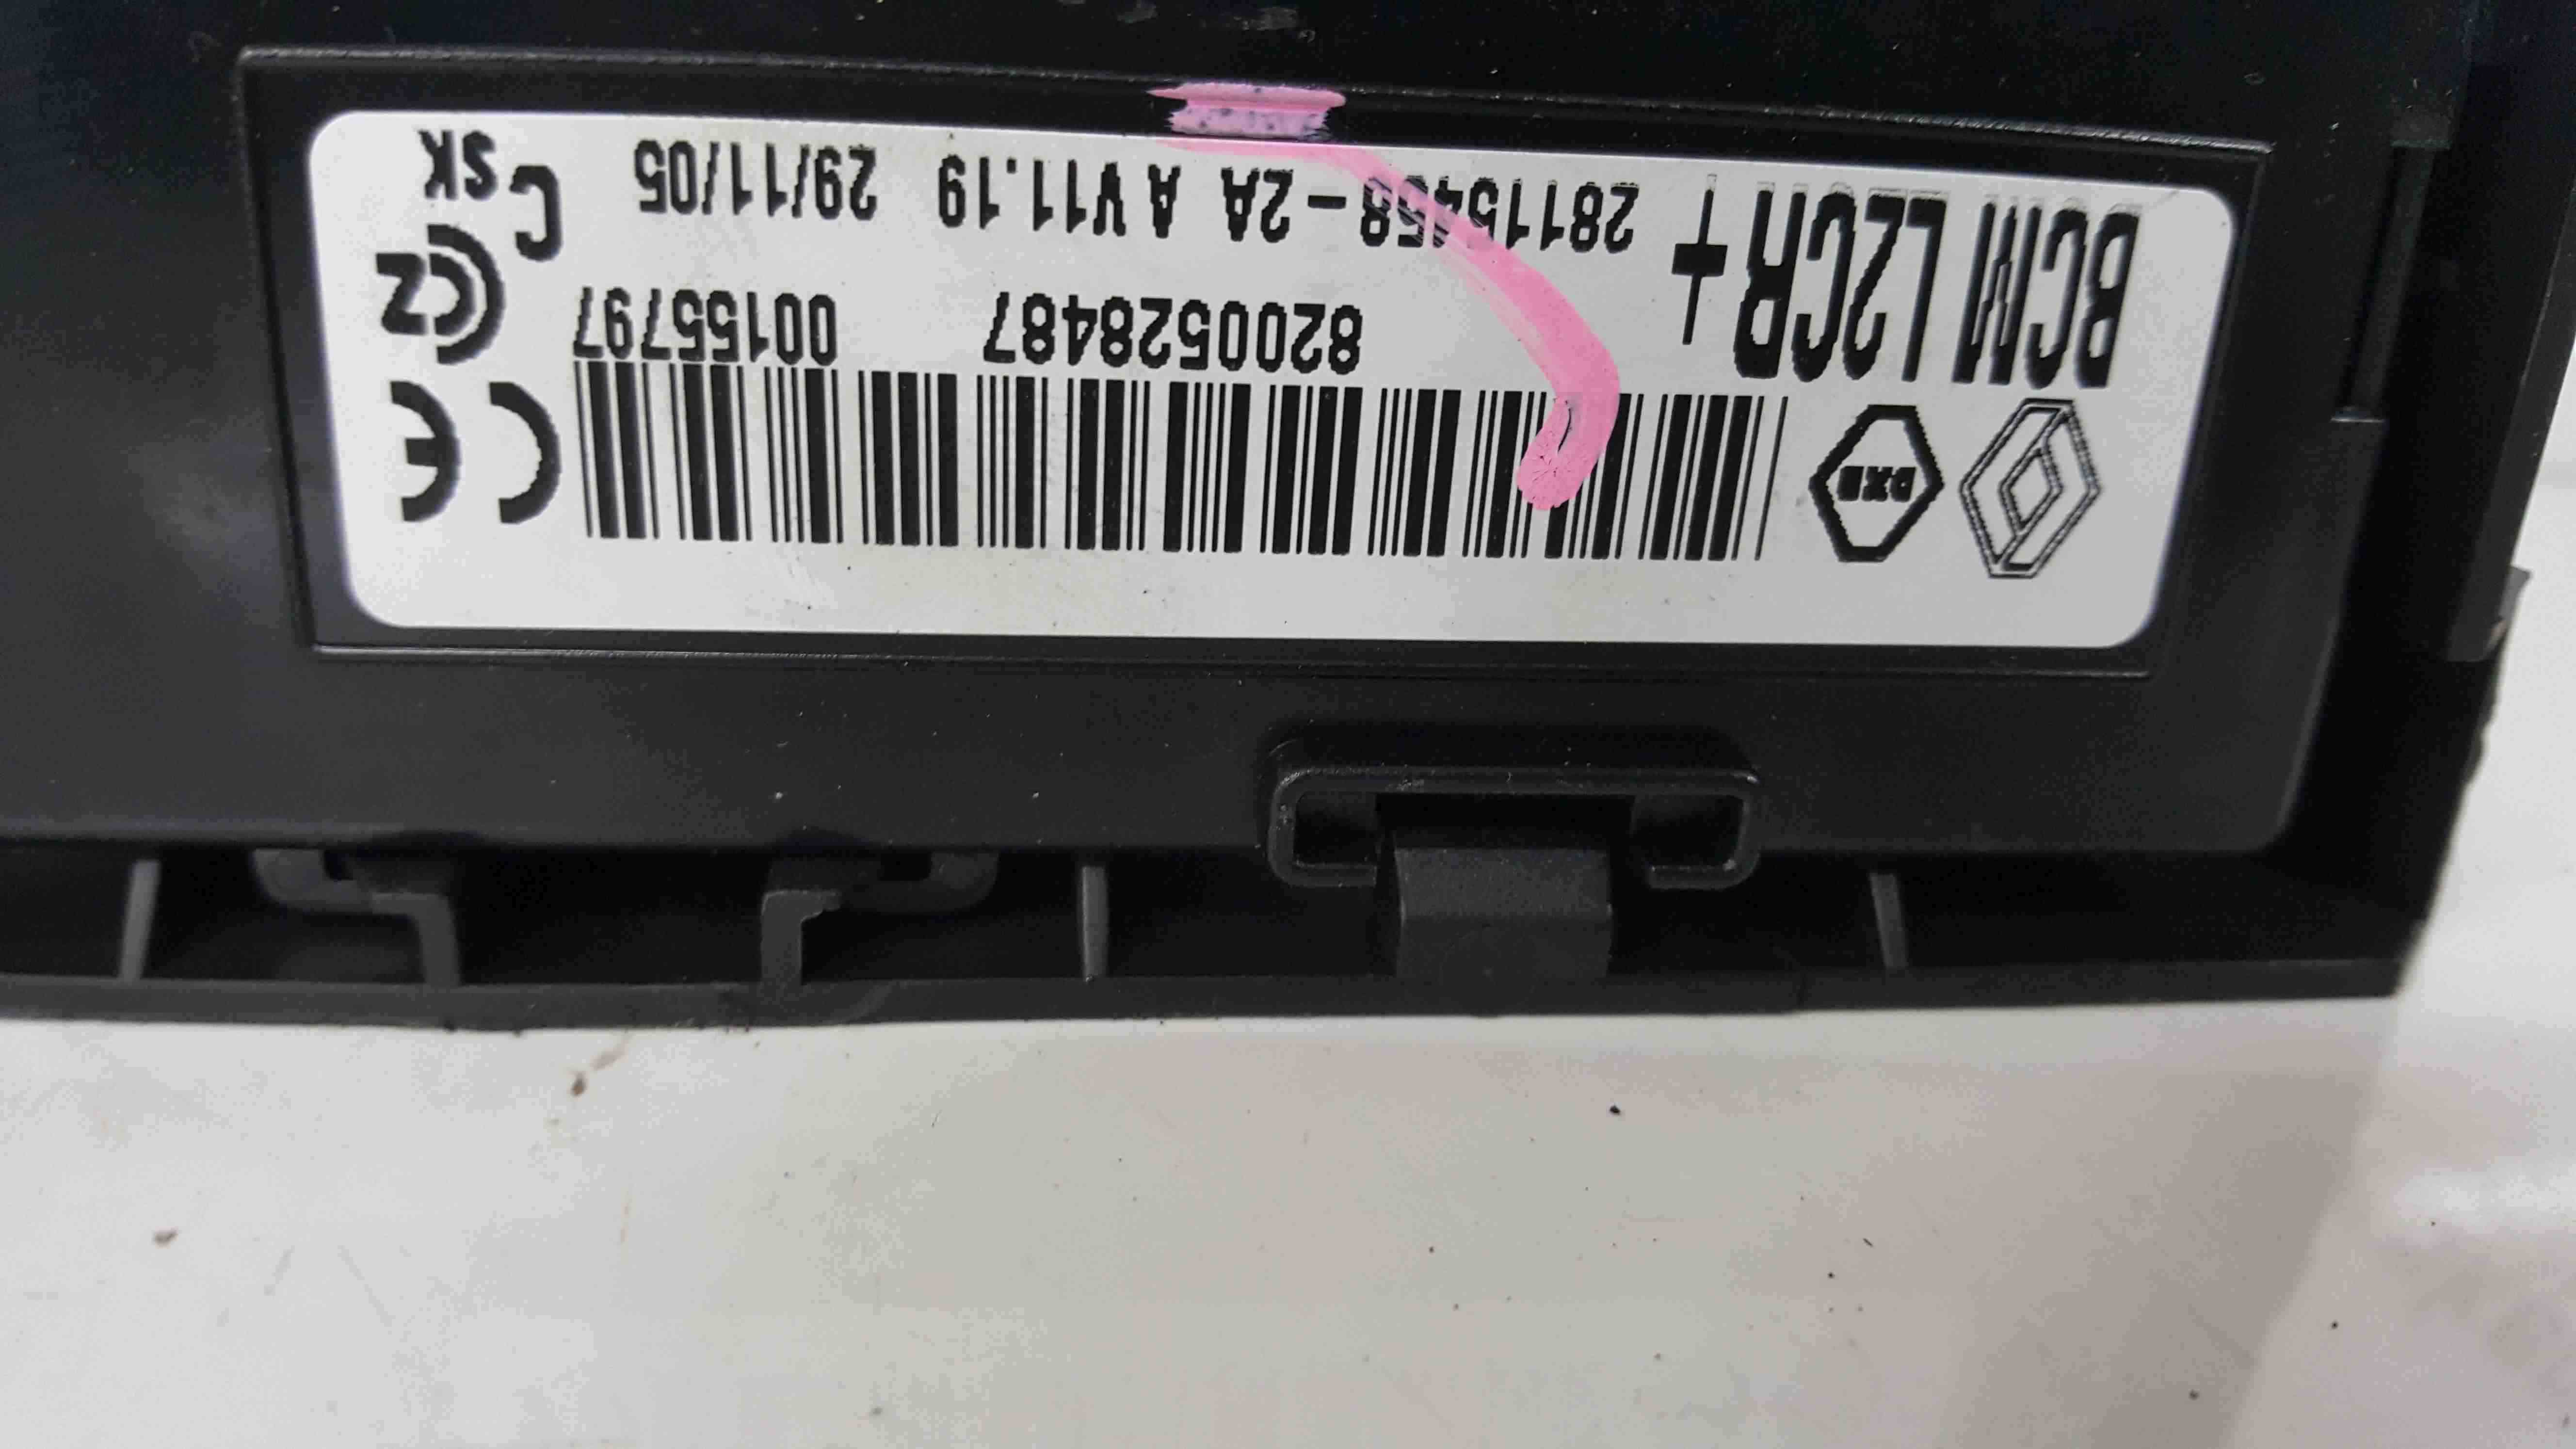 BCM L2CR T
28115458-2A A V11.19 29/11/05
8200528487 00155797
C SK
CZ
CE